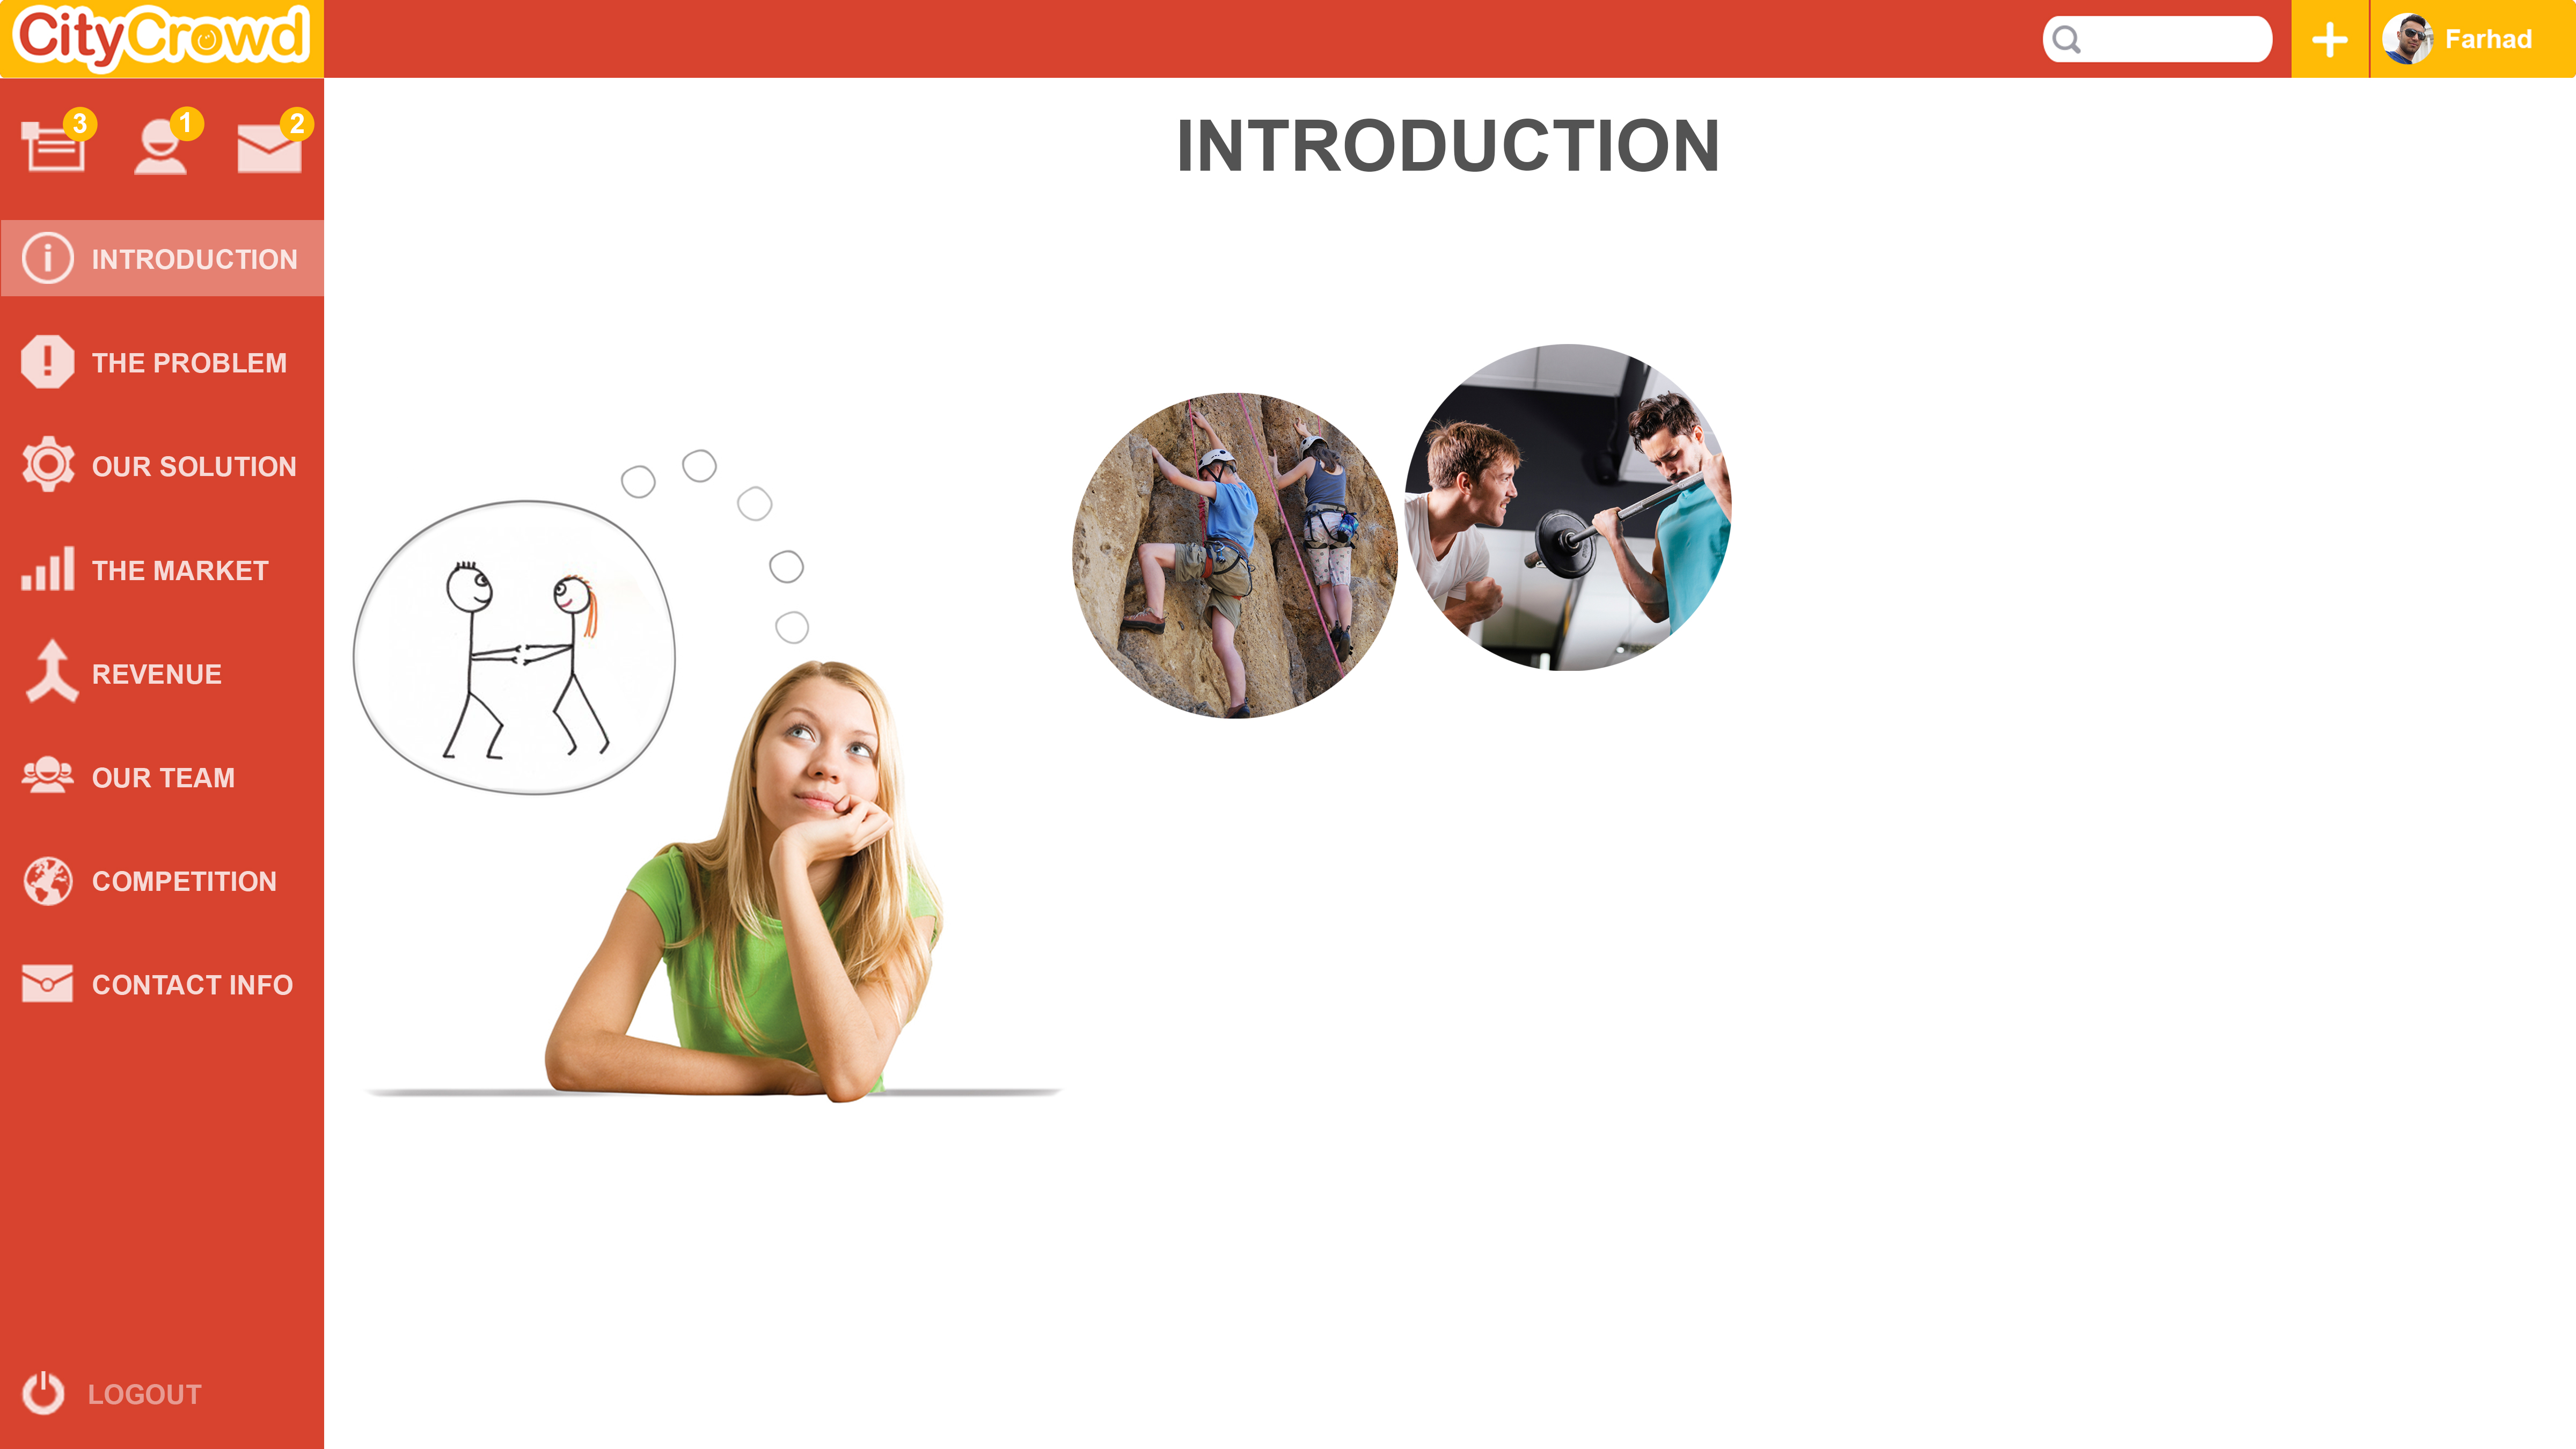 CityCrowd
Farhad
3
1
2
INTRODUCTION
INTRODUCTION
THE PROBLEM
OUR SOLUTION
THE MARKET
REVENUE
OUR TEAM
COMPETITION
CONTACT INFO
LOGOUT